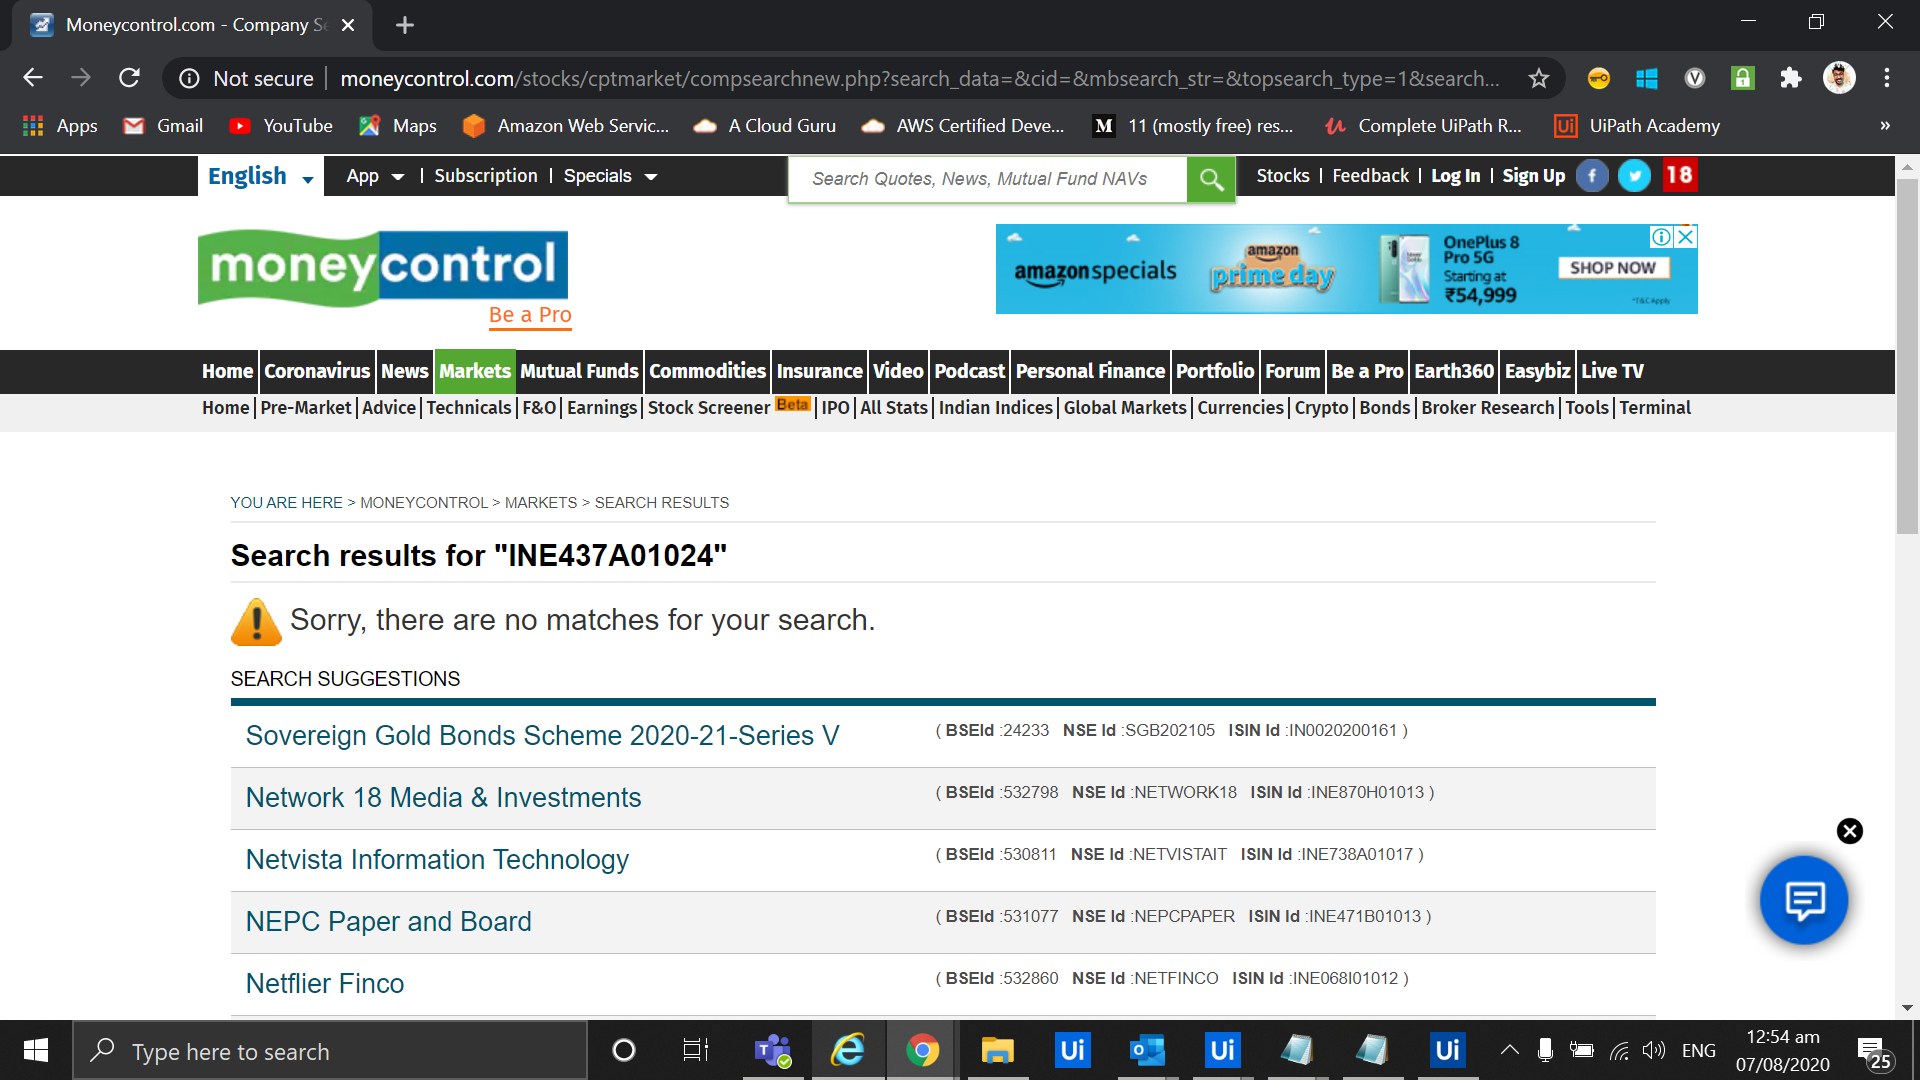 Moneycontrol.com - Company Se
Not secure moneycontrol.com/stocks/cptmarket/compsearchnew.php?search_data=&cid=&mbsearch_str=&topsearch_type=1&search...
Apps Gmail YouTube Maps Amazon Web Servic... A Cloud Guru AWS Certified Deve... M 11 (mostly free) res... Complete UiPath R... Ui UiPath Academy »
English App | Subscription | Specials Search Quotes, News, Mutual Fund NAVs Stocks | Feedback | Log In | Sign Up f 18
moneycontrol
Be a Pro
amazon specials amazon prime day OnePlus 8
Pro 5G
Starting at
₹54,999
SHOP NOW
*T&C Apply
Home Coronavirus News Markets Mutual Funds Commodities Insurance Video Podcast Personal Finance Portfolio Forum Be a Pro Earth360 Easybiz Live TV
Home | Pre-Market | Advice | Technicals | F&O | Earnings | Stock Screener Beta | IPO | All Stats | Indian Indices | Global Markets | Currencies | Crypto | Bonds | Broker Research | Tools | Terminal
YOU ARE HERE > MONEYCONTROL > MARKETS > SEARCH RESULTS
Search results for "INE437A01024"
Sorry, there are no matches for your search.
SEARCH SUGGESTIONS
Sovereign Gold Bonds Scheme 2020-21-Series V ( BSEId :24233 NSE Id :SGB202105 ISIN Id :IN0020200161 )
Network 18 Media & Investments ( BSEId :532798 NSE Id :NETWORK18 ISIN Id :INE870H01013 )
Netvista Information Technology ( BSEId :530811 NSE Id :NETVISTAIT ISIN Id :INE738A01017 )
NEPC Paper and Board ( BSEId :531077 NSE Id :NEPCPAPER ISIN Id :INE471B01013 )
Netflier Finco ( BSEId :532860 NSE Id :NETFINCO ISIN Id :INE068I01012 )
Type here to search Ui Ui Ui ENG 12:54 am
07/08/2020 25